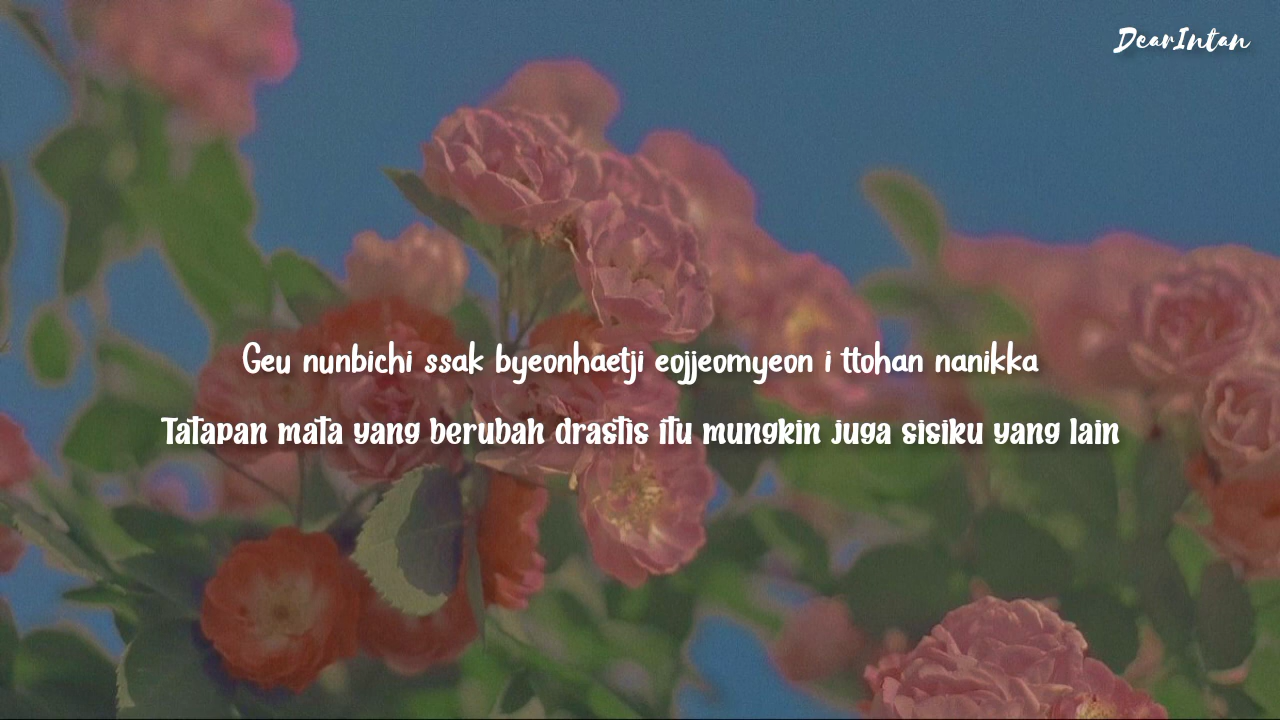 DearIntan
Geu nunbichi ssak byeonhaetji eojjeomyeon i ttohan nanikka
Tatapan mata yang berubah drastis itu mungkin juga sisiku yang lain